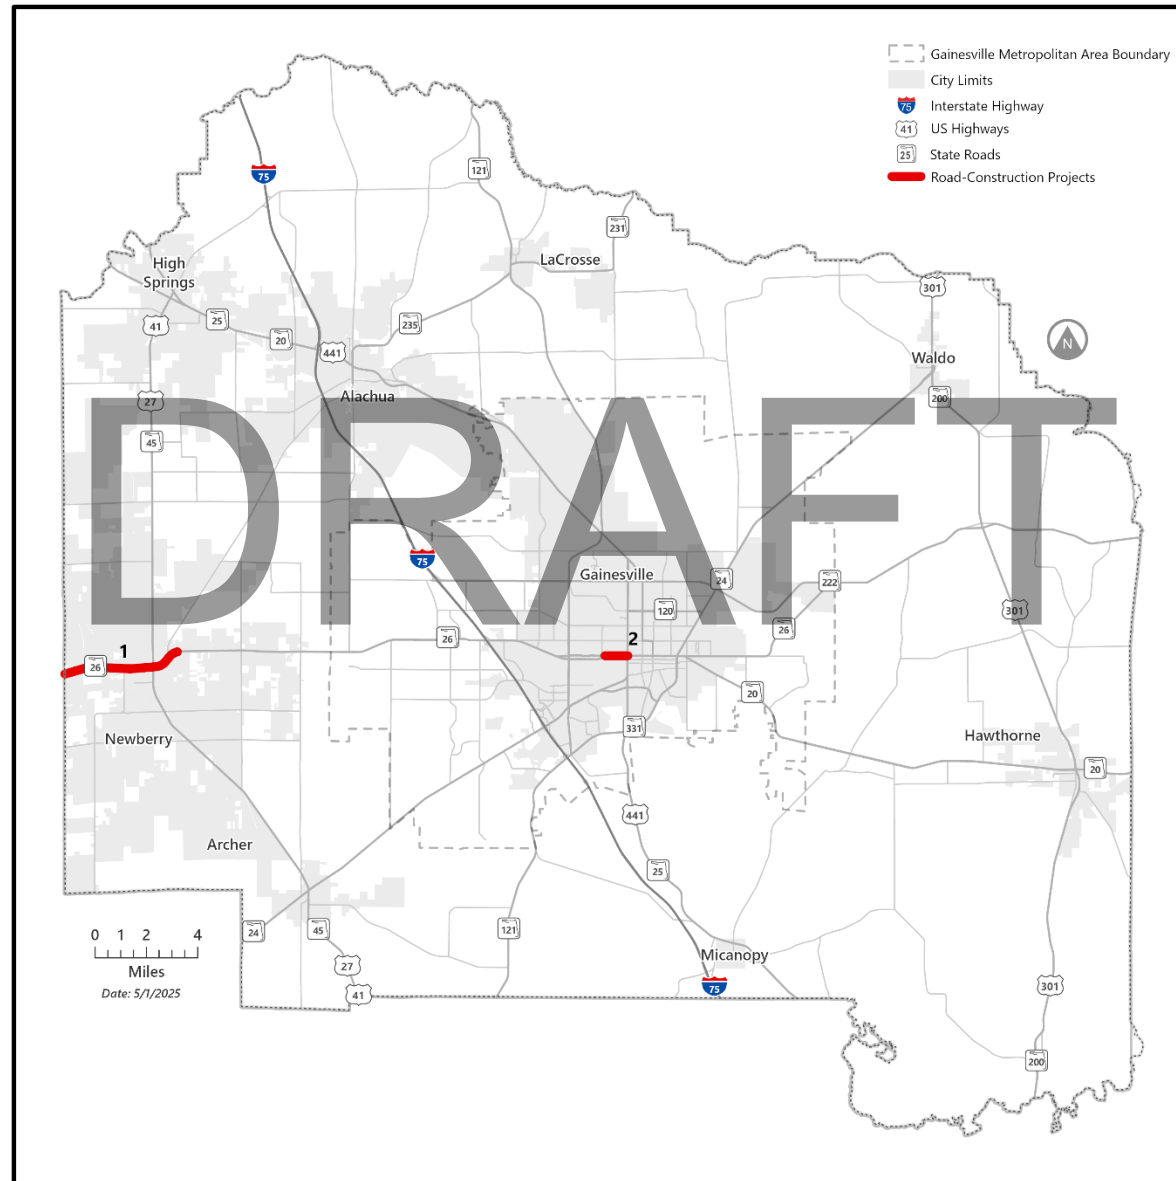 Gainesville Metropolitan Area Boundary
City Limits
75 Interstate Highway
41 US Highways
25 State Roads
Road-Construction Projects
75
121
231
LaCrosse
High
Springs
301
25
41
235
20
441
N
Waldo
Alachua
200
27
45
DRAFT
75
Gainesville
24
222
120
301
26
26
2
1
26
20
331
Newberry
Hawthorne
20
441
Archer
25
24
45
121
Micanopy
27
75
301
41
200
0 1 2 4
Miles
Date: 5/1/2025